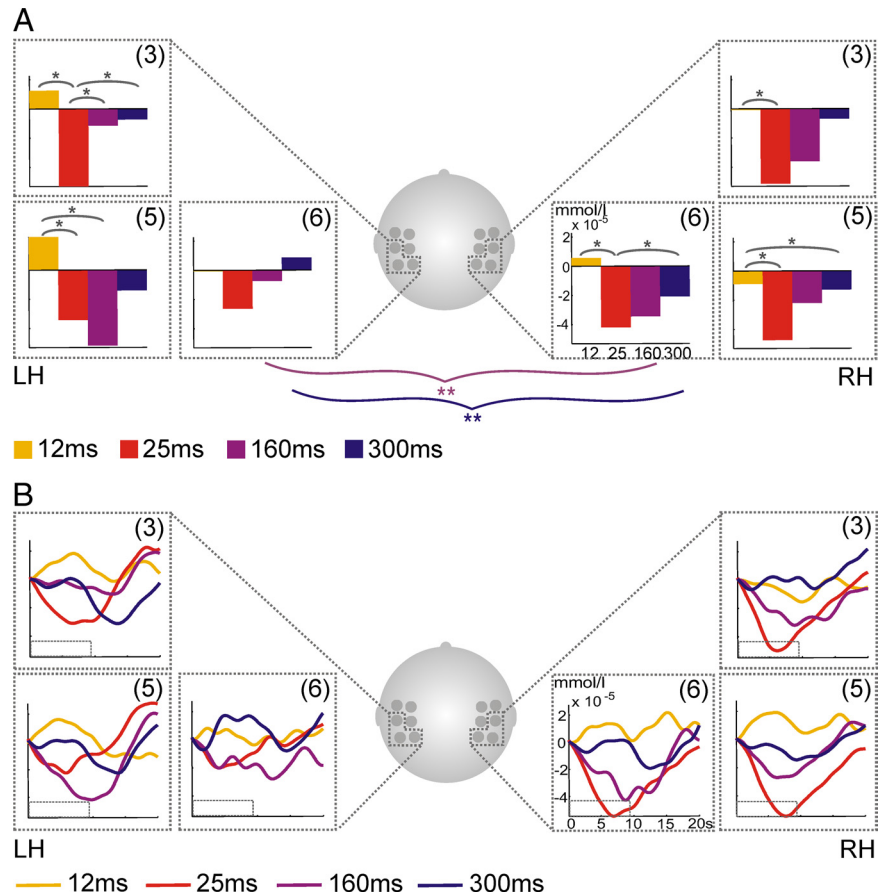 A
(3)
* *
*
(3)
*
(5)
*
*
(6)
mmol/l (6)
x 10⁻⁵
2
0
-2
-4
* *
12 25 160 300
(5)
*
*
LH
RH
**
**
12ms 25ms 160ms 300ms
B
(3)
(3)
(5)
(6)
mmol/l (6)
x 10⁻⁵
2
0
-2
-4
0 5 10 15 20s
(5)
LH
RH
12ms 25ms 160ms 300ms